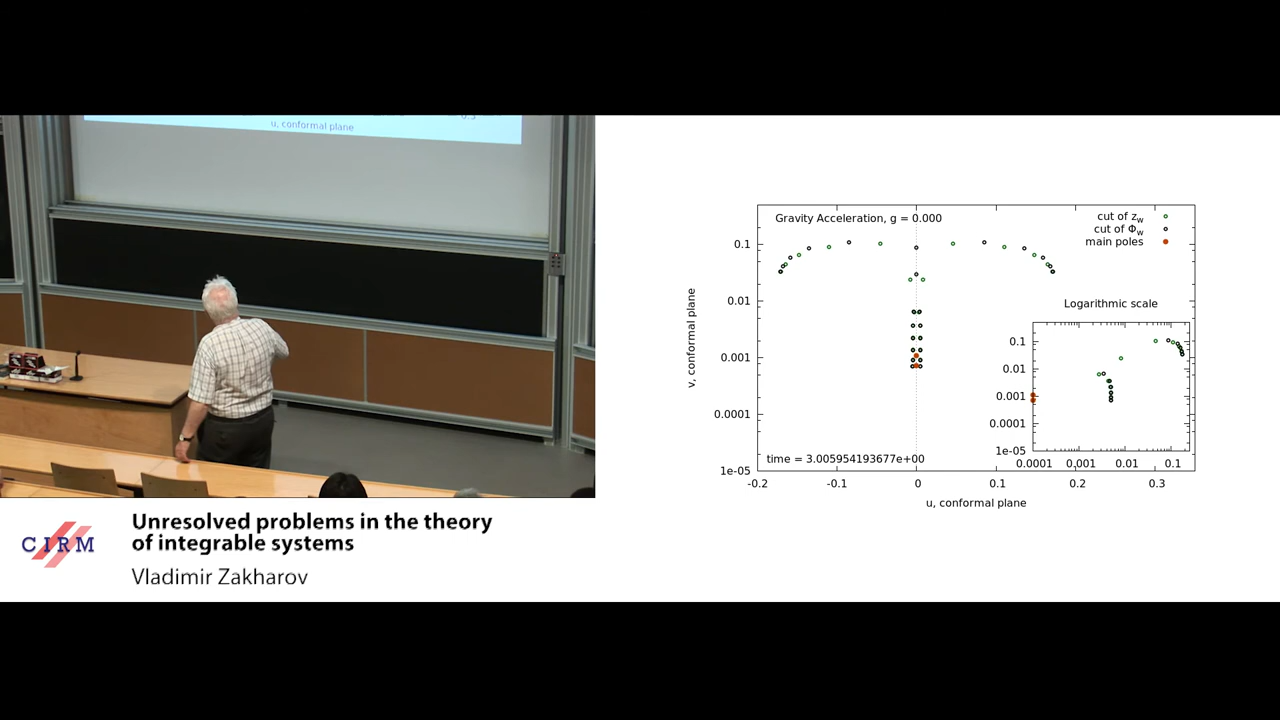 u, conformal plane
CIRM
Unresolved problems in the theory
of integrable systems
Vladimir Zakharov
Gravity Acceleration, g = 0.000
cut of z_w
cut of Φ_w
main poles
v, conformal plane
0.1
0.01
0.001
0.0001
1e-05
time = 3.005954193677e+00
-0.2
-0.1
0
0.1
0.2
0.3
u, conformal plane
Logarithmic scale
0.1
0.01
0.001
0.0001
1e-05
0.0001
0.001
0.01
0.1